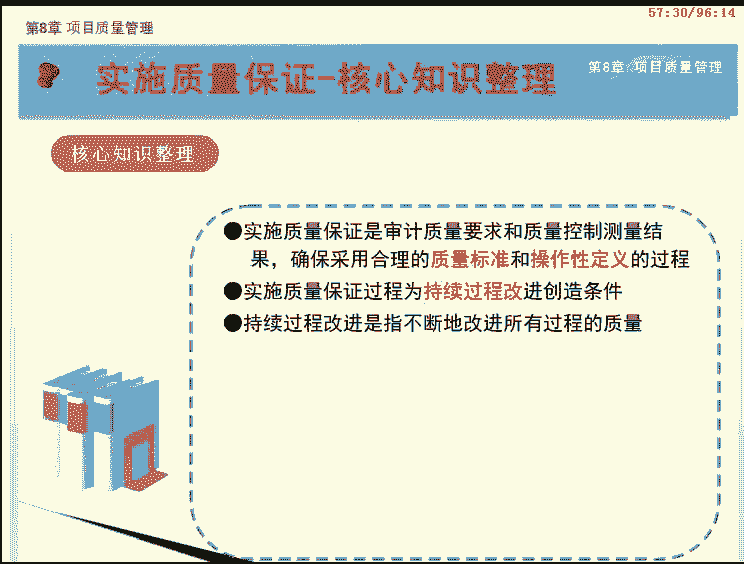 57:30/96:14
第8章 项目质量管理
实施质量保证-核心知识整理
第8章 项目质量管理
核心知识整理
●实施质量保证是审计质量要求和质量控制测量结
果，确保采用合理的质量标准和操作性定义的过程
●实施质量保证过程为持续过程改进创造条件
●持续过程改进是指不断地改进所有过程的质量